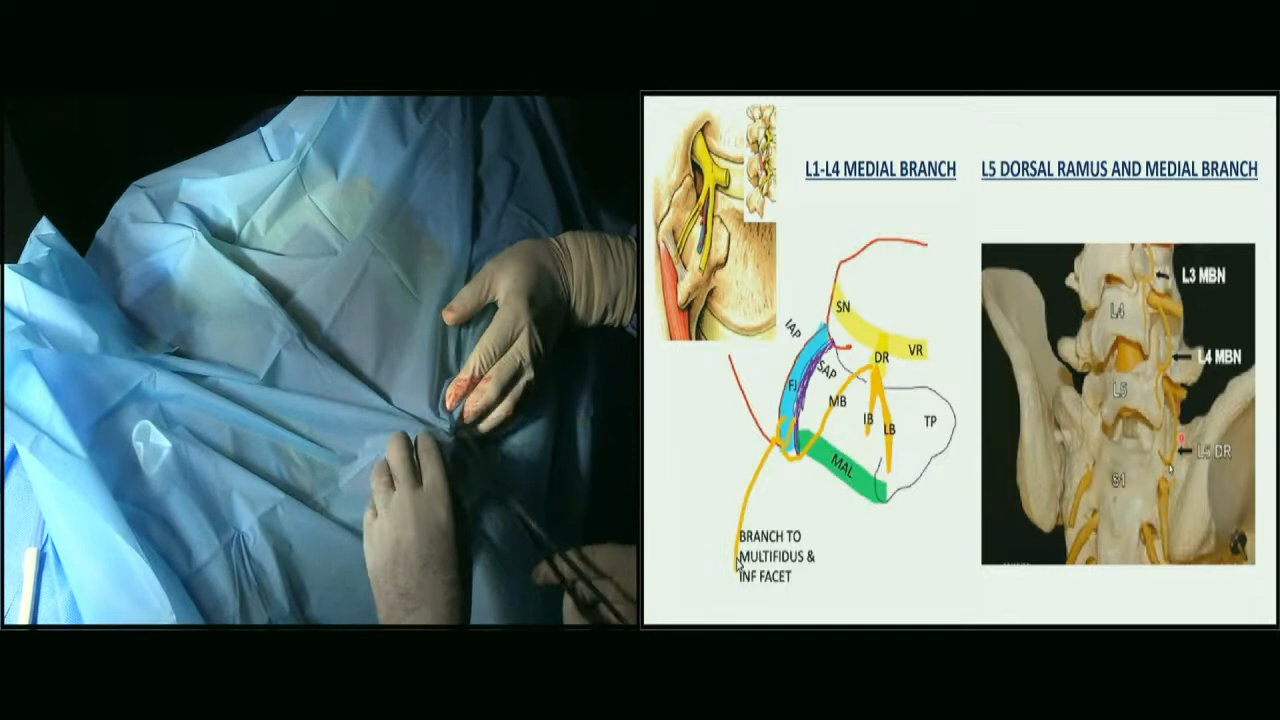 L1-L4 MEDIAL BRANCH
SN
IAP
VR
DR
SAP
FJ
MB
IB
LB
TP
MAL
BRANCH TO
MULTIFIDUS &
INF FACET
L5 DORSAL RAMUS AND MEDIAL BRANCH
L3 MBN
L4
L4 MBN
L5
L5 DR
S1